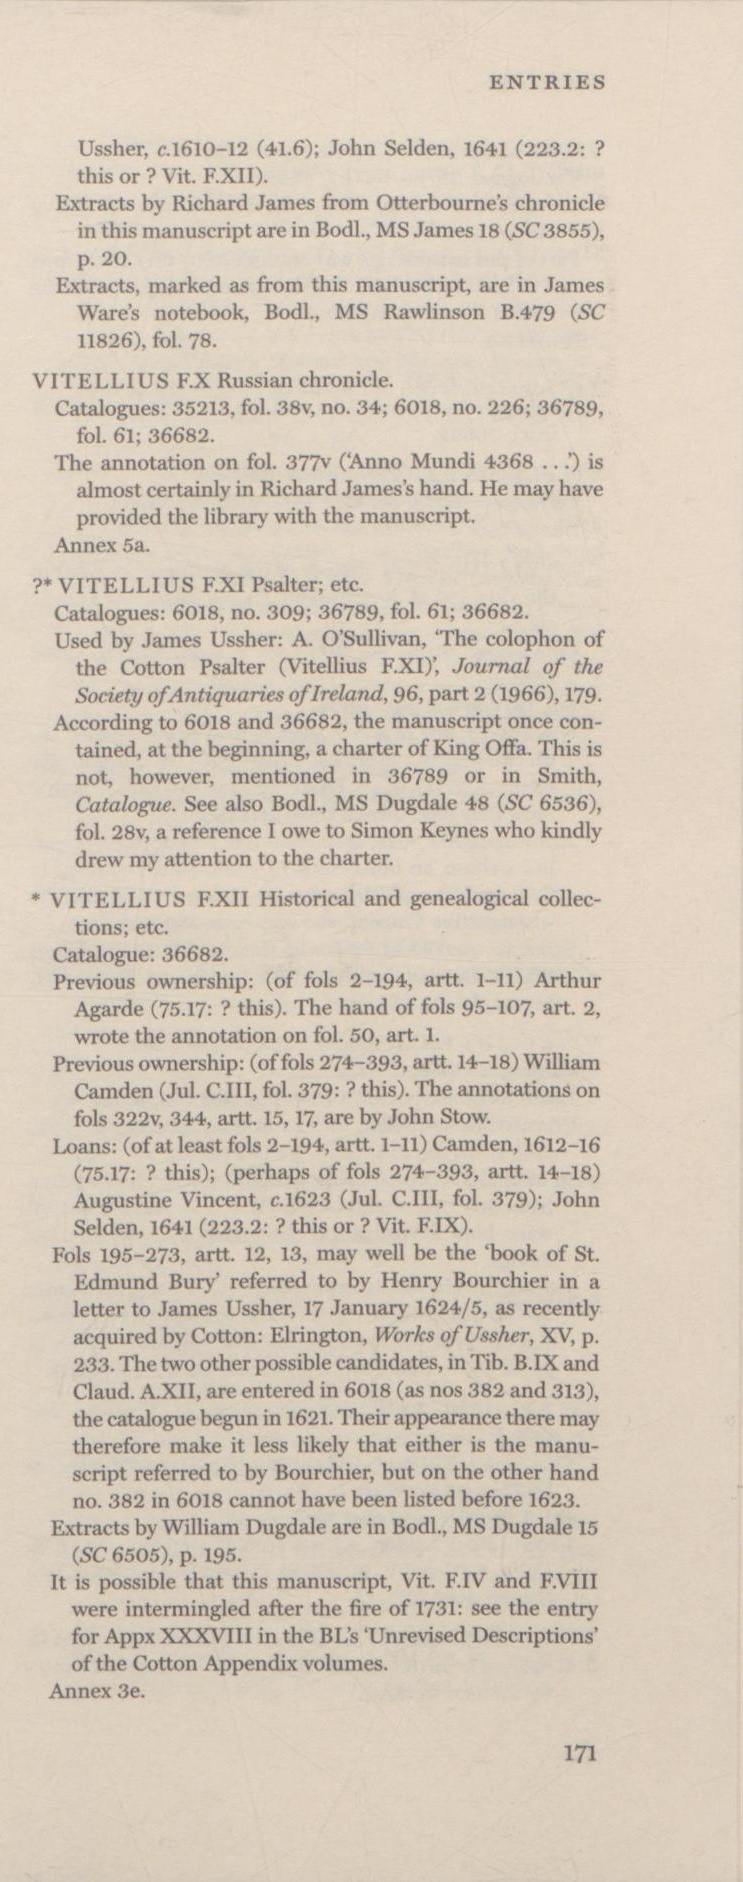 ENTRIES
Ussher, c.1610–12 (41.6); John Selden, 1641 (223.2: ?
this or ? Vit. F.XII).
Extracts by Richard James from Otterbourne's chronicle
in this manuscript are in Bodl., MS James 18 (SC 3855),
p. 20.
Extracts, marked as from this manuscript, are in James
Ware's notebook, Bodl., MS Rawlinson B.479 (SC
11826), fol. 78.
VITELLIUS F.X Russian chronicle.
Catalogues: 35213, fol. 38v, no. 34; 6018, no. 226; 36789,
fol. 61; 36682.
The annotation on fol. 377v ('Anno Mundi 4368 . . .') is
almost certainly in Richard James's hand. He may have
provided the library with the manuscript.
Annex 5a.
?* VITELLIUS F.XI Psalter; etc.
Catalogues: 6018, no. 309; 36789, fol. 61; 36682.
Used by James Ussher: A. O'Sullivan, 'The colophon of
the Cotton Psalter (Vitellius F.XI)', Journal of the
Society of Antiquaries of Ireland, 96, part 2 (1966), 179.
According to 6018 and 36682, the manuscript once con-
tained, at the beginning, a charter of King Offa. This is
not, however, mentioned in 36789 or in Smith,
Catalogue. See also Bodl., MS Dugdale 48 (SC 6536),
fol. 28v, a reference I owe to Simon Keynes who kindly
drew my attention to the charter.
* VITELLIUS F.XII Historical and genealogical collec-
tions; etc.
Catalogue: 36682.
Previous ownership: (of fols 2–194, artt. 1–11) Arthur
Agarde (75.17: ? this). The hand of fols 95–107, art. 2,
wrote the annotation on fol. 50, art. 1.
Previous ownership: (of fols 274–393, artt. 14–18) William
Camden (Jul. C.III, fol. 379: ? this). The annotations on
fols 322v, 344, artt. 15, 17, are by John Stow.
Loans: (of at least fols 2–194, artt. 1–11) Camden, 1612–16
(75.17: ? this); (perhaps of fols 274–393, artt. 14–18)
Augustine Vincent, c.1623 (Jul. C.III, fol. 379); John
Selden, 1641 (223.2: ? this or ? Vit. F.IX).
Fols 195–273, artt. 12, 13, may well be the 'book of St.
Edmund Bury' referred to by Henry Bourchier in a
letter to James Ussher, 17 January 1624/5, as recently
acquired by Cotton: Elrington, Works of Ussher, XV, p.
233. The two other possible candidates, in Tib. B.IX and
Claud. A.XII, are entered in 6018 (as nos 382 and 313),
the catalogue begun in 1621. Their appearance there may
therefore make it less likely that either is the manu-
script referred to by Bourchier, but on the other hand
no. 382 in 6018 cannot have been listed before 1623.
Extracts by William Dugdale are in Bodl., MS Dugdale 15
(SC 6505), p. 195.
It is possible that this manuscript, Vit. F.IV and F.VIII
were intermingled after the fire of 1731: see the entry
for Appx XXXVIII in the BL's 'Unrevised Descriptions'
of the Cotton Appendix volumes.
Annex 3e.
171